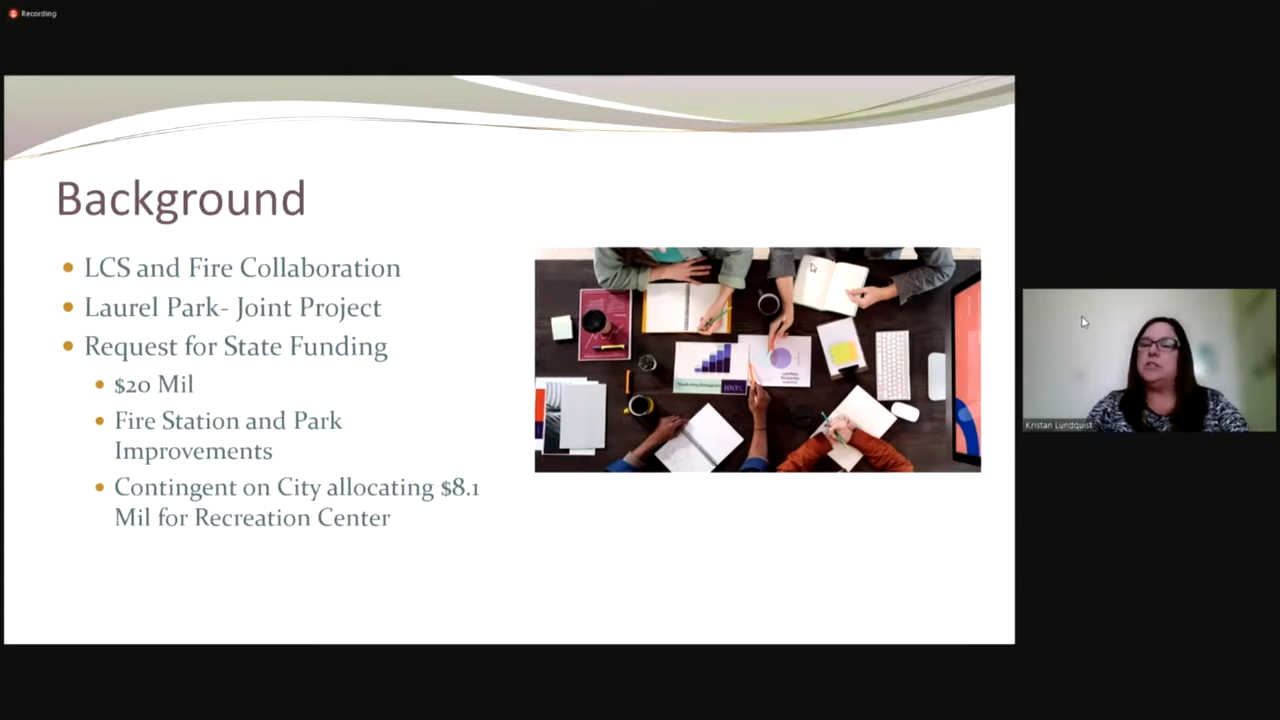 Recording
Background
LCS and Fire Collaboration
Laurel Park- Joint Project
Request for State Funding
$20 Mil
Fire Station and Park
Improvements
Contingent on City allocating $8.1
Mil for Recreation Center
100%
Kristan Lundquist